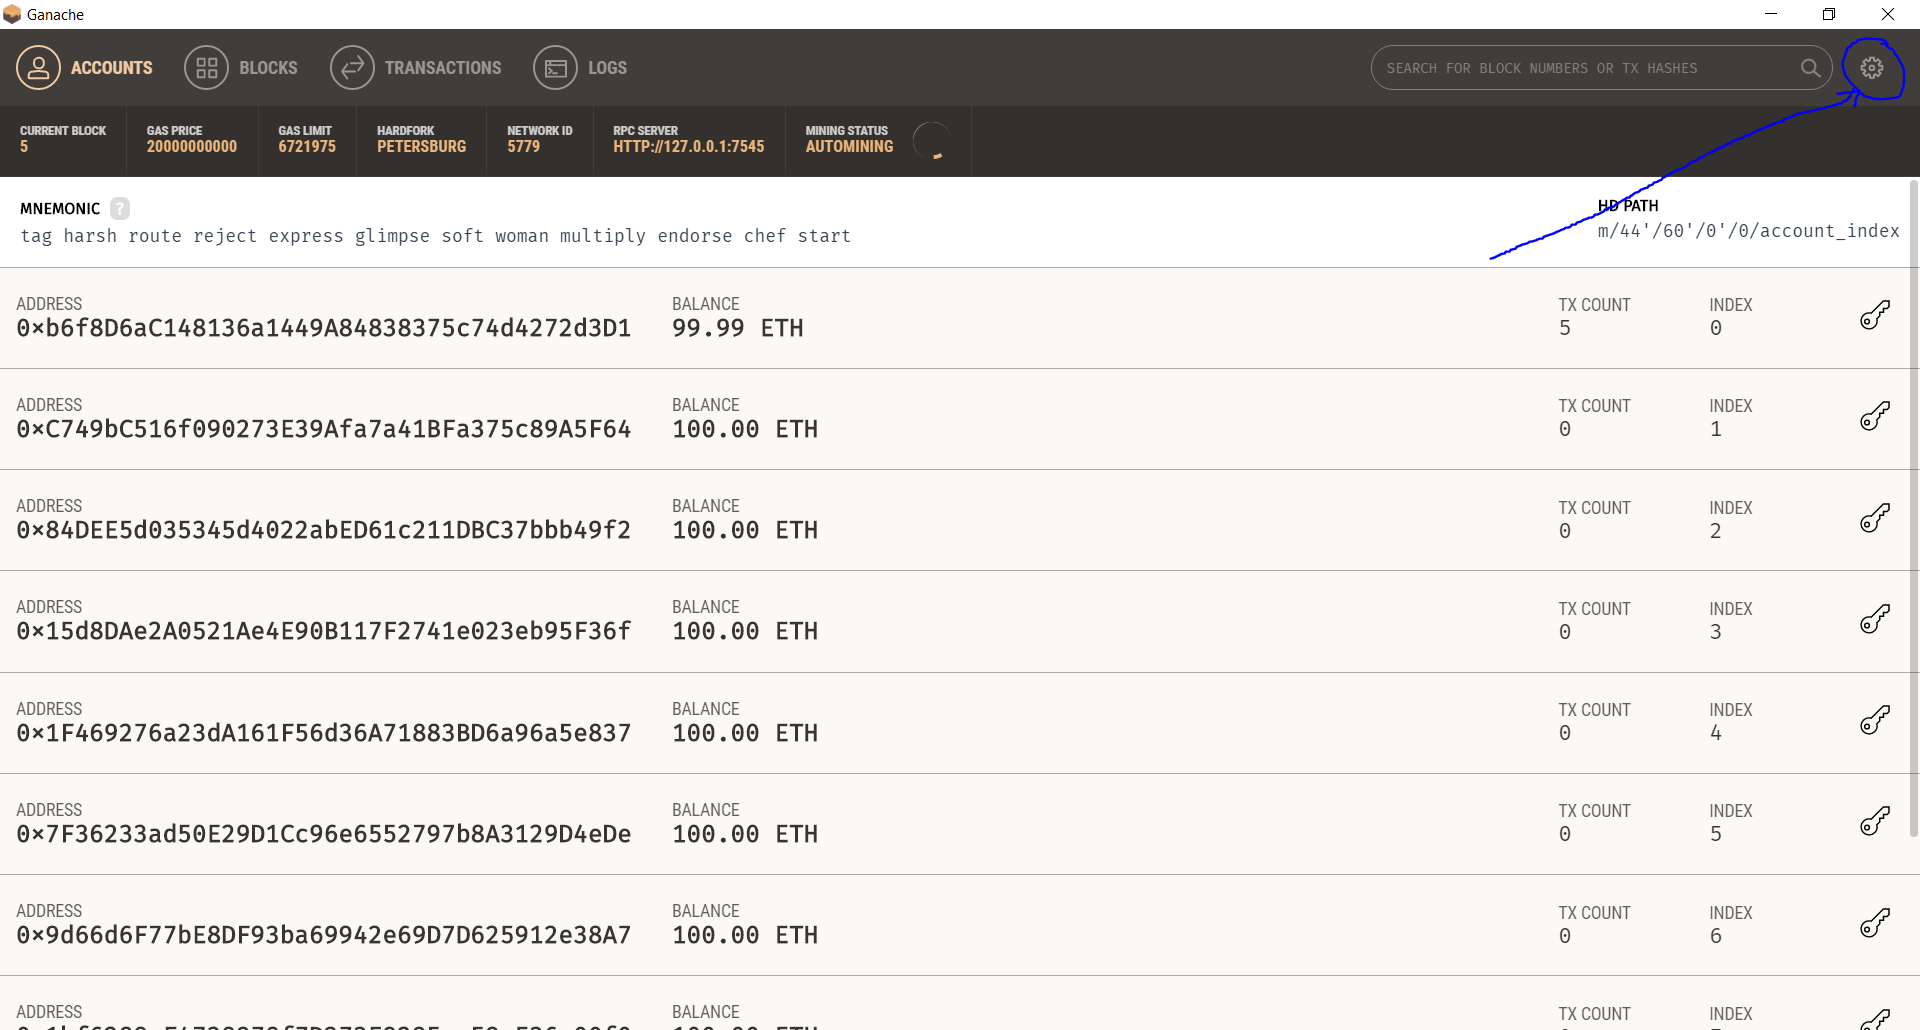 Ganache
ACCOUNTS BLOCKS TRANSACTIONS LOGS SEARCH FOR BLOCK NUMBERS OR TX HASHES
CURRENT BLOCK GAS PRICE GAS LIMIT HARDFORK NETWORK ID RPC SERVER MINING STATUS
5 20000000000 6721975 PETERSBURG 5779 HTTP://127.0.0.1:7545 AUTOMINING
MNEMONIC ? HD PATH
tag harsh route reject express glimpse soft woman multiply endorse chef start m/44'/60'/0'/0/account_index
ADDRESS BALANCE TX COUNT INDEX
0×b6f8D6aC148136a1449A84838375c74d4272d3D1 99.99 ETH 5 0
ADDRESS BALANCE TX COUNT INDEX
0×C749bC516f090273E39Afa7a41BFa375c89A5F64 100.00 ETH 0 1
ADDRESS BALANCE TX COUNT INDEX
0×84DEE5d035345d4022abED61c211DBC37bbb49f2 100.00 ETH 0 2
ADDRESS BALANCE TX COUNT INDEX
0×15d8DAe2A0521Ae4E90B117F2741e023eb95F36f 100.00 ETH 0 3
ADDRESS BALANCE TX COUNT INDEX
0×1F469276a23dA161F56d36A71883BD6a96a5e837 100.00 ETH 0 4
ADDRESS BALANCE TX COUNT INDEX
0×7F36233ad50E29D1Cc96e6552797b8A3129D4eDe 100.00 ETH 0 5
ADDRESS BALANCE TX COUNT INDEX
0×9d66d6F77bE8DF93ba69942e69D7D625912e38A7 100.00 ETH 0 6
ADDRESS BALANCE TX COUNT INDEX